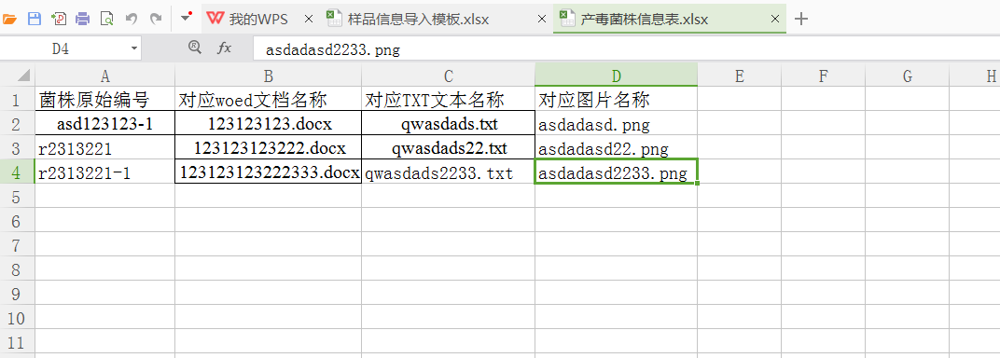 我的WPS × 样品信息导入模板.xlsx × 产毒菌株信息表.xlsx × +
D4 fx asdadasd2233.png
A B C D E F G H
1 菌株原始编号 对应woed文档名称 对应TXT文本名称 对应图片名称
2 asd123123-1 123123123.docx qwasdads.txt asdadasd.png
3 r2313221 123123123222.docx qwasdads22.txt asdadasd22.png
4 r2313221-1 123123123222333.docx qwasdads2233.txt asdadasd2233.png
5
6
7
8
9
10
11